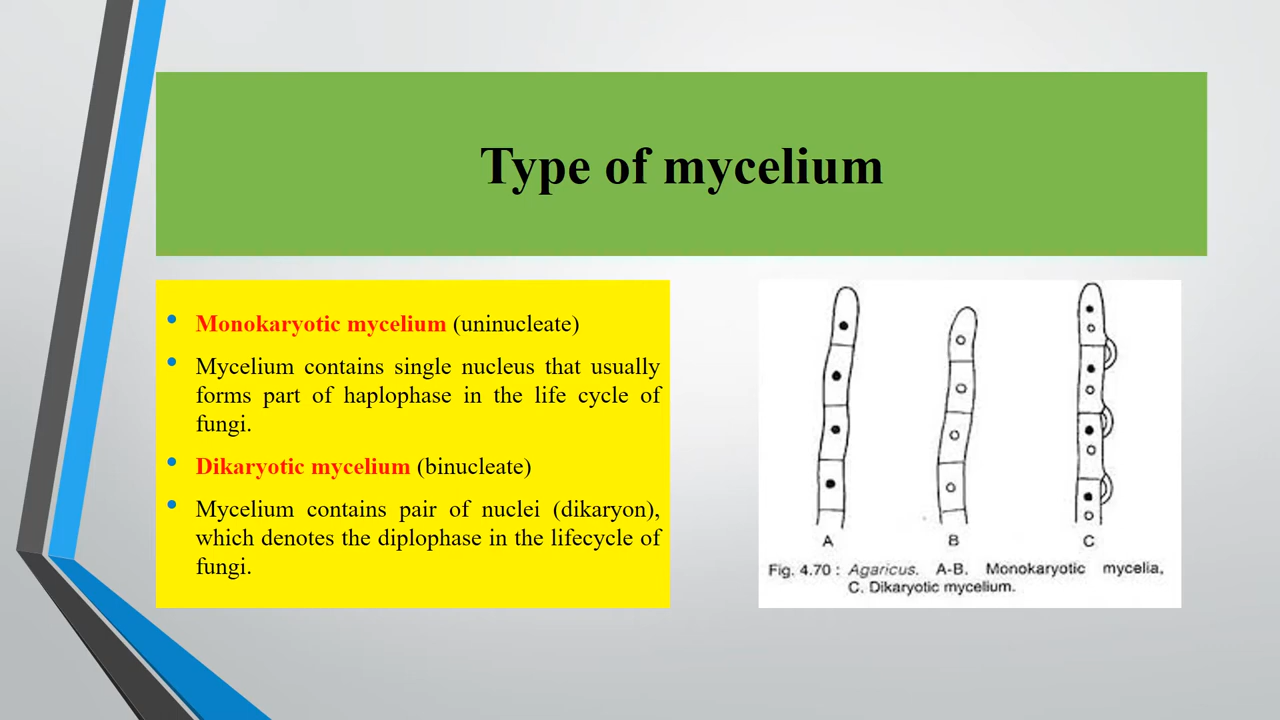 Type of mycelium
• Monokaryotic mycelium (uninucleate)
• Mycelium contains single nucleus that usually
forms part of haplophase in the life cycle of
fungi.
• Dikaryotic mycelium (binucleate)
• Mycelium contains pair of nuclei (dikaryon),
which denotes the diplophase in the lifecycle of
fungi.
A B C
Fig. 4.70 : Agaricus. A-B. Monokaryotic mycelia,
C. Dikaryotic mycelium.